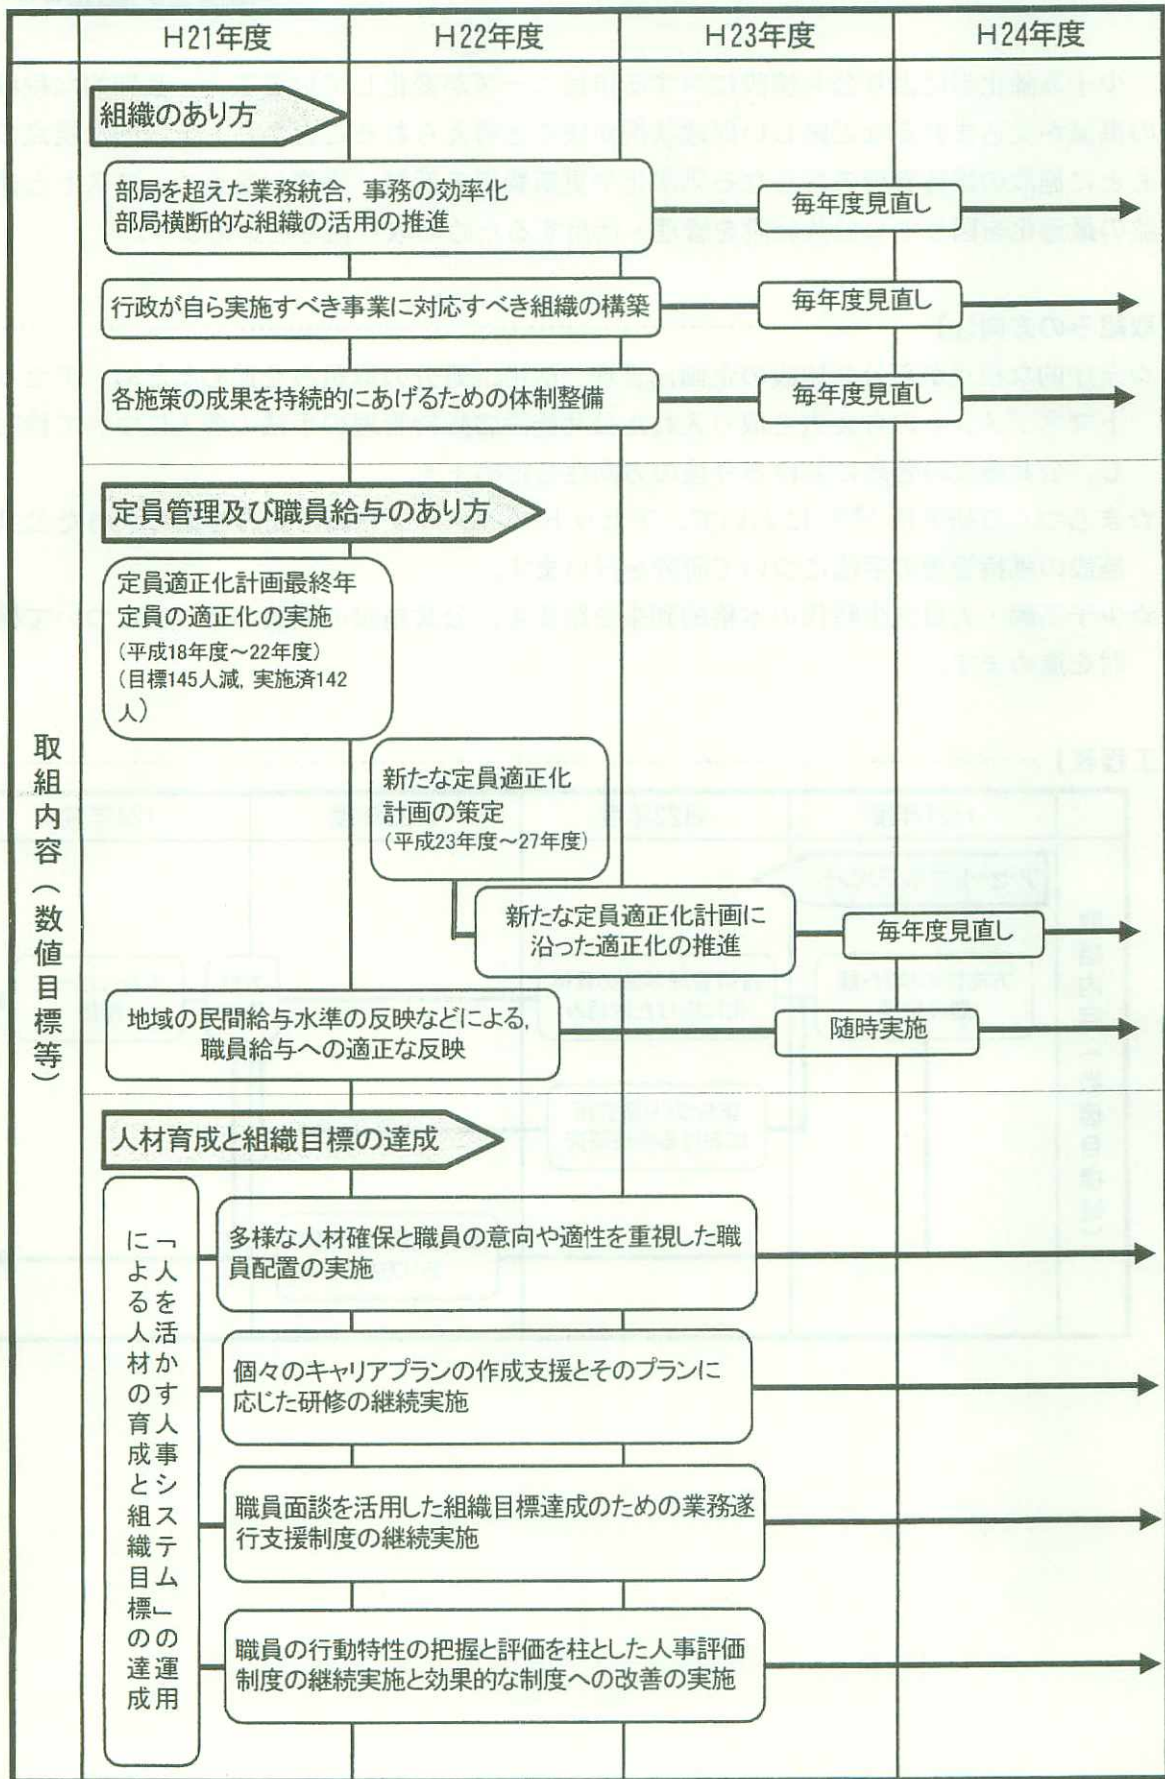 H21年度
H22年度
H23年度
H24年度
取組内容(数値目標等)
組織のあり方
部局を超えた業務統合，事務の効率化
部局横断的な組織の活用の推進
毎年度見直し
行政が自ら実施すべき事業に対応すべき組織の構築
毎年度見直し
各施策の成果を持続的にあげるための体制整備
毎年度見直し
定員管理及び職員給与のあり方
定員適正化計画最終年
定員の適正化の実施
(平成18年度～22年度)
(目標145人減，実施済142
人)
新たな定員適正化
計画の策定
(平成23年度～27年度)
新たな定員適正化計画に
沿った適正化の推進
毎年度見直し
地域の民間給与水準の反映などによる，
職員給与への適正な反映
随時実施
人材育成と組織目標の達成
「人を活かす人事システム」の運用
による人材の育成と組織目標の達成
多様な人材確保と職員の意向や適性を重視した職
員配置の実施
個々のキャリアプランの作成支援とそのプランに
応じた研修の継続実施
職員面談を活用した組織目標達成のための業務遂
行支援制度の継続実施
職員の行動特性の把握と評価を柱とした人事評価
制度の継続実施と効果的な制度への改善の実施